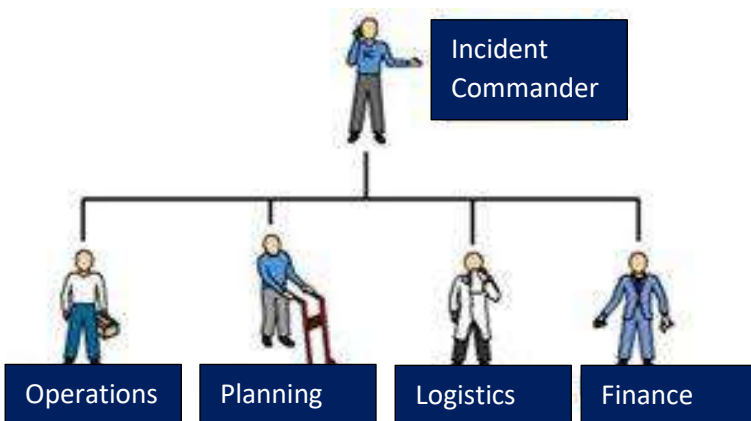 Incident
Commander
Operations
Planning
Logistics
Finance